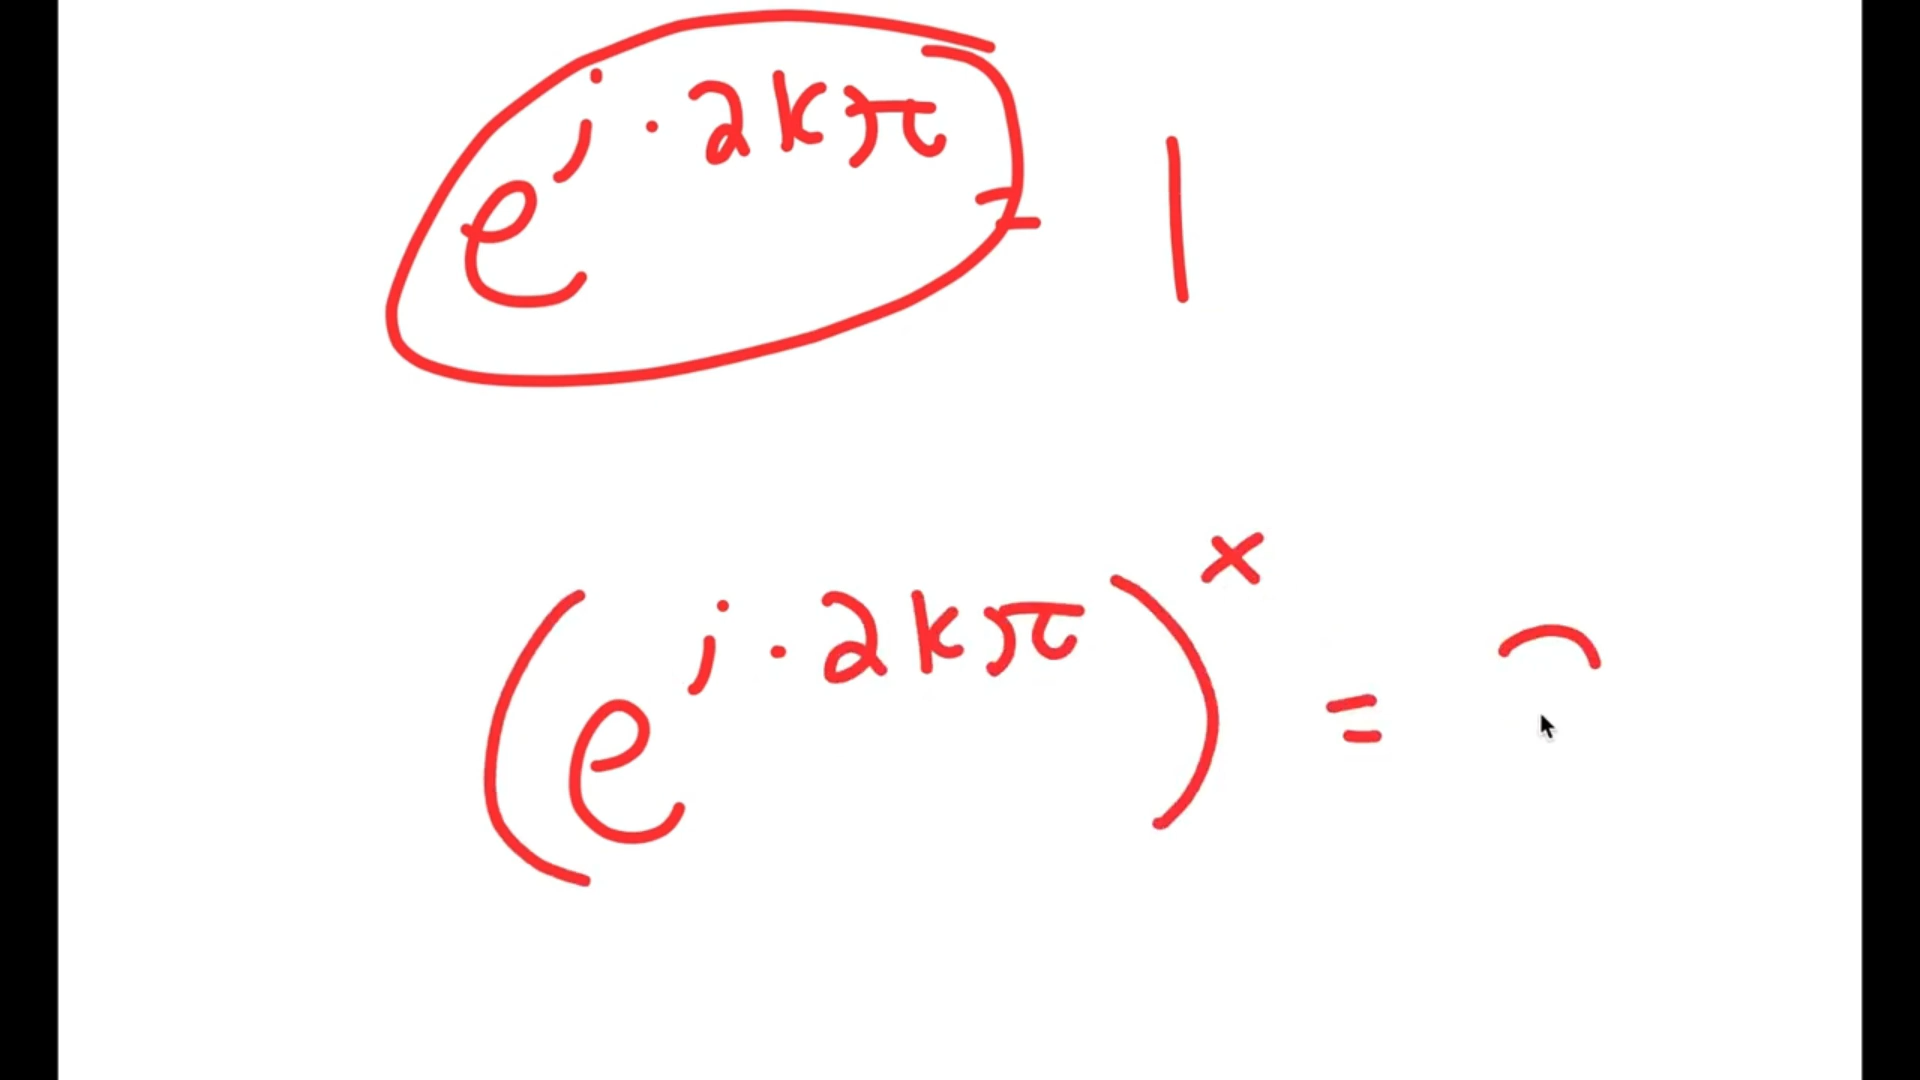 e^{i·2kπ} = 1
(e^{i·2kπ})^x =